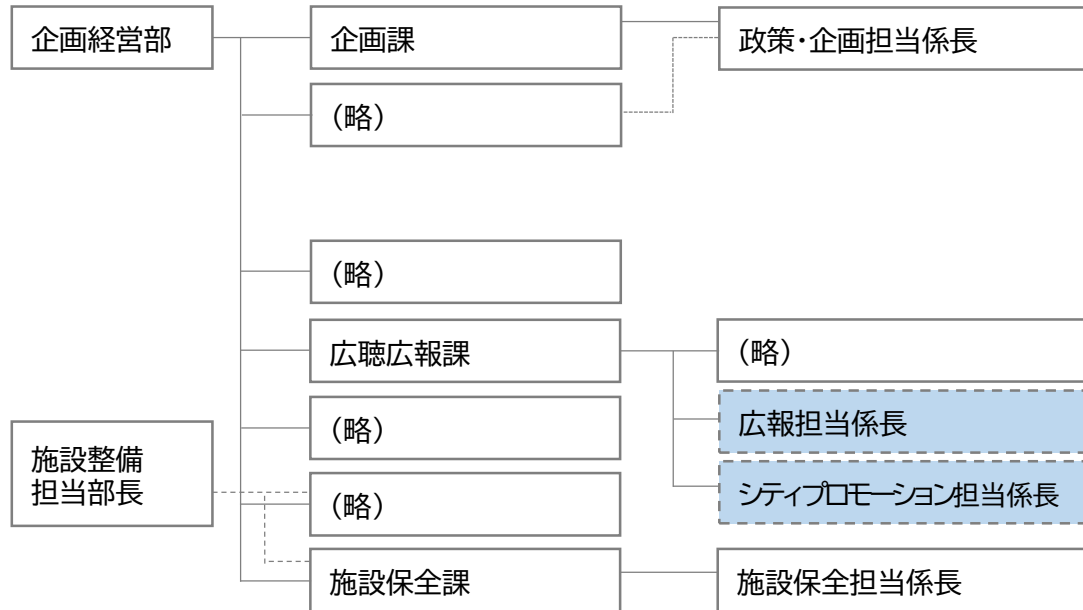 企画経営部
企画課
政策・企画担当係長
（略）
（略）
広聴広報課
（略）
（略）
広報担当係長
施設整備
担当部長
（略）
シティプロモーション担当係長
施設保全課
施設保全担当係長